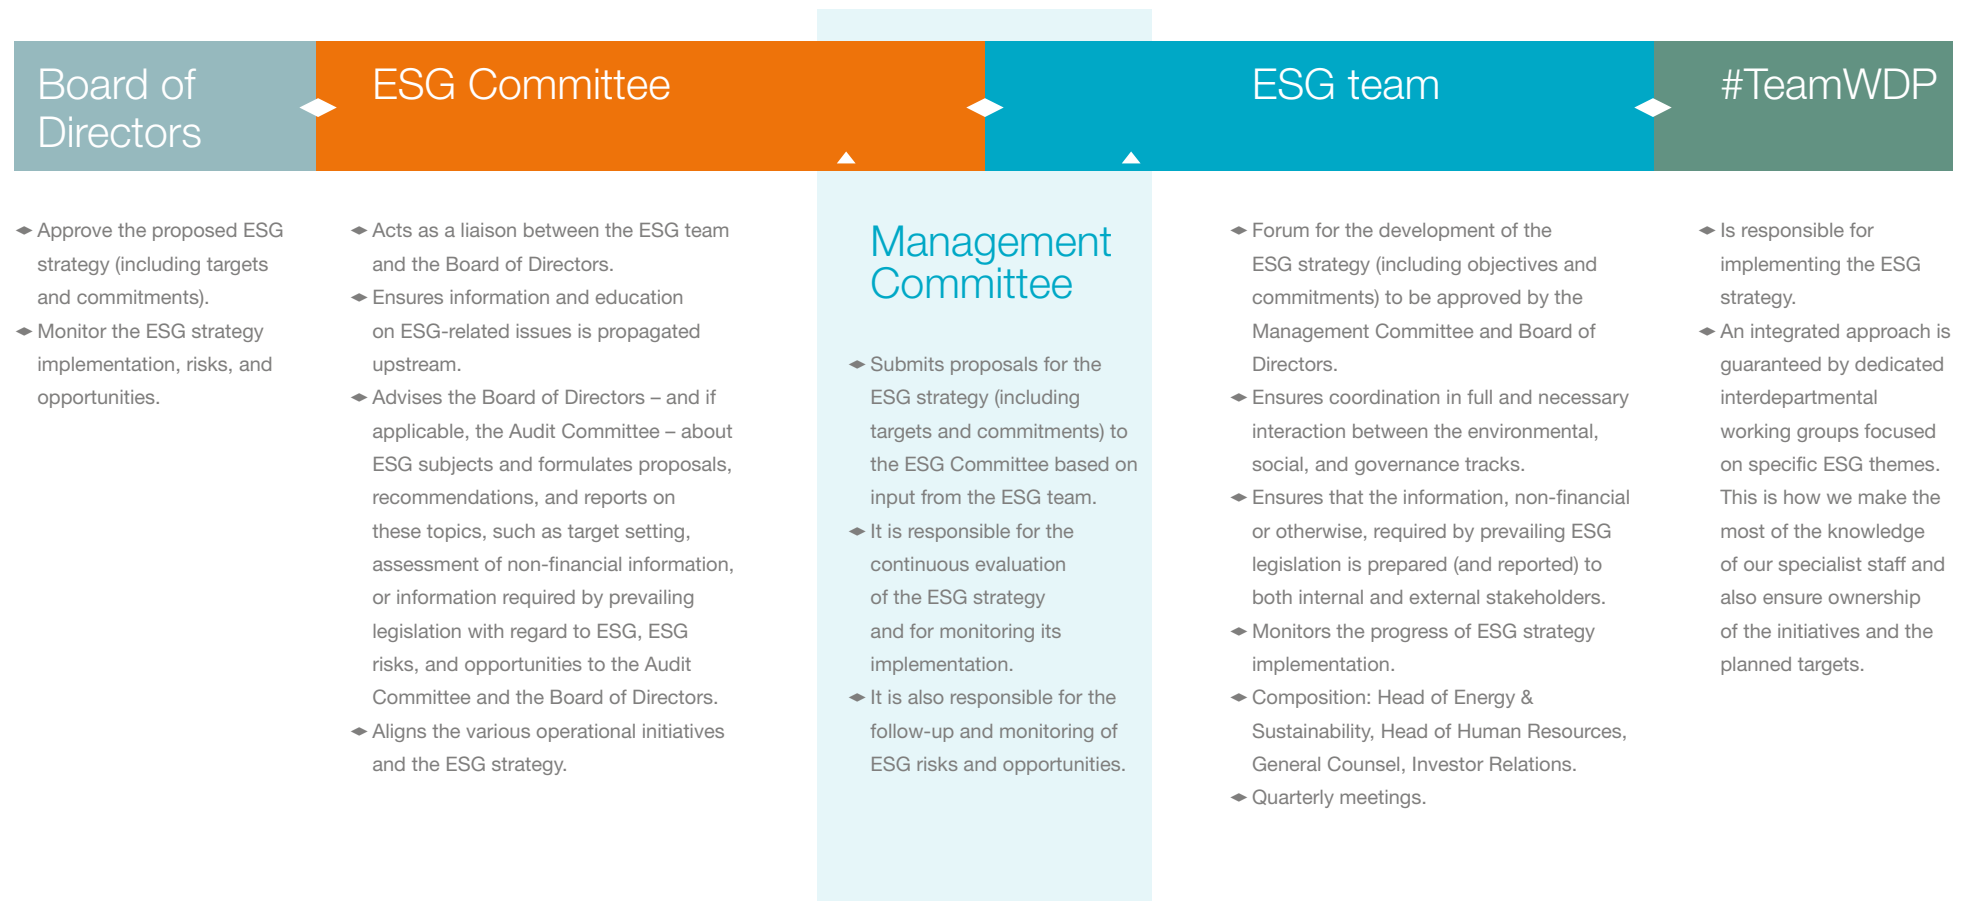 Board of
Directors
ESG Committee
ESG team
#TeamWDP
Approve the proposed ESG
strategy (including targets
and commitments).
Monitor the ESG strategy
implementation, risks, and
opportunities.
Acts as a liaison between the ESG team
and the Board of Directors.
Ensures information and education
on ESG-related issues is propagated
upstream.
Advises the Board of Directors – and if
applicable, the Audit Committee – about
ESG subjects and formulates proposals,
recommendations, and reports on
these topics, such as target setting,
assessment of non-financial information,
or information required by prevailing
legislation with regard to ESG, ESG
risks, and opportunities to the Audit
Committee and the Board of Directors.
Aligns the various operational initiatives
and the ESG strategy.
Management
Committee
Submits proposals for the
ESG strategy (including
targets and commitments) to
the ESG Committee based on
input from the ESG team.
It is responsible for the
continuous evaluation
of the ESG strategy
and for monitoring its
implementation.
It is also responsible for the
follow-up and monitoring of
ESG risks and opportunities.
Forum for the development of the
ESG strategy (including objectives and
commitments) to be approved by the
Management Committee and Board of
Directors.
Ensures coordination in full and necessary
interaction between the environmental,
social, and governance tracks.
Ensures that the information, non-financial
or otherwise, required by prevailing ESG
legislation is prepared (and reported) to
both internal and external stakeholders.
Monitors the progress of ESG strategy
implementation.
Composition: Head of Energy &
Sustainability, Head of Human Resources,
General Counsel, Investor Relations.
Quarterly meetings.
Is responsible for
implementing the ESG
strategy.
An integrated approach is
guaranteed by dedicated
interdepartmental
working groups focused
on specific ESG themes.
This is how we make the
most of the knowledge
of our specialist staff and
also ensure ownership
of the initiatives and the
planned targets.